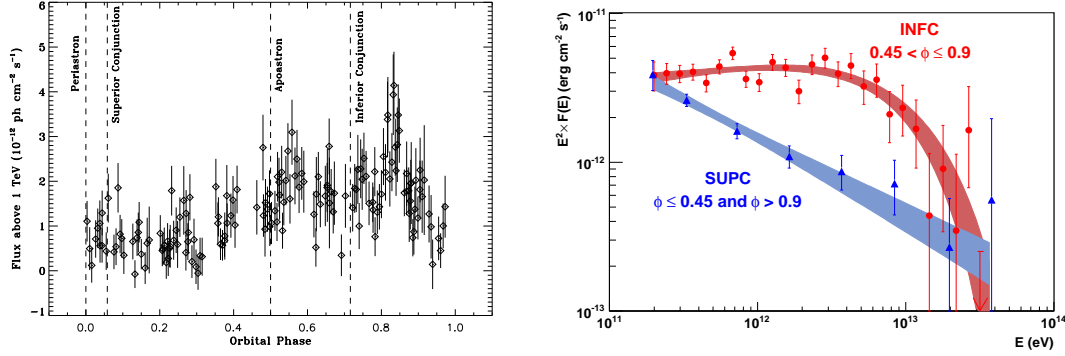 Flux above 1 TeV (10⁻¹² ph cm⁻² s⁻¹)
6
5
4
3
2
1
0
−1
Periastron
Superior Conjunction
Apoastron
Inferior Conjunction
0.0 0.2 0.4 0.6 0.8 1.0
Orbital Phase
E² × F(E) (erg cm⁻² s⁻¹)
10⁻¹¹
10⁻¹²
10⁻¹³
INFC
0.45 < ϕ ≤ 0.9
SUPC
ϕ ≤ 0.45 and ϕ > 0.9
10¹¹ 10¹² 10¹³ 10¹⁴
E (eV)